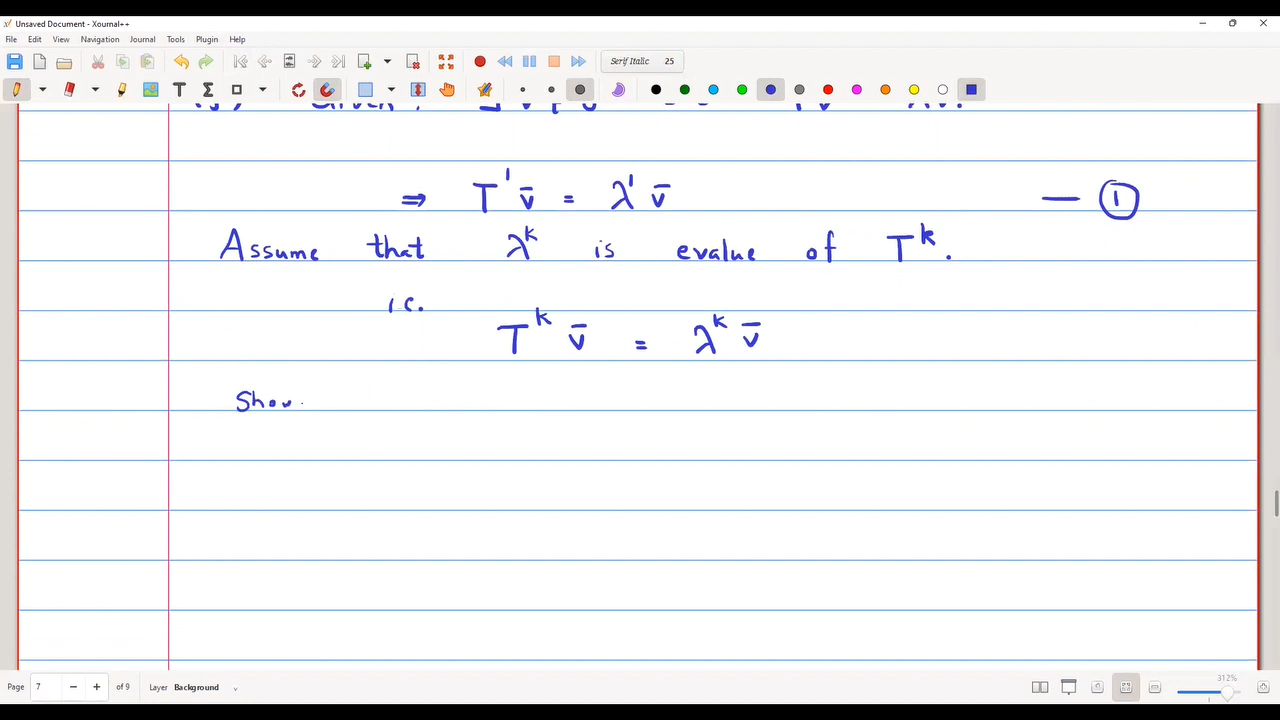 Unsaved Document - Xournal++
File Edit View Navigation Journal Tools Plugin Help
Serif Italic 25
⇒ T¹ v̄ = λ¹ v̄ — ①
Assume that λᵏ is evalue of Tᵏ.
i.e.
Tᵏ v̄ = λᵏ v̄
Page 7 of 9 Layer Background
312%